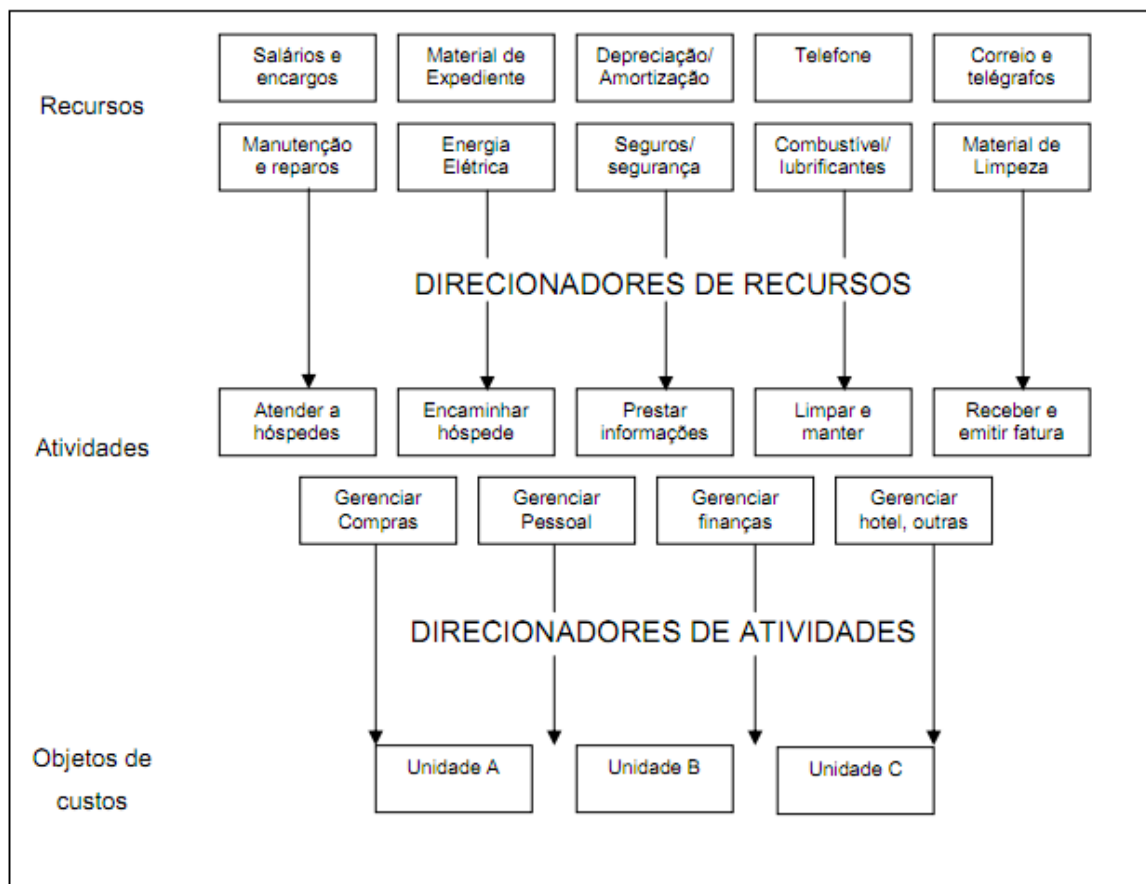 Recursos
Salários e
encargos
Material de
Expediente
Depreciação/
Amortização
Telefone
Correio e
telégrafos
Manutenção
e reparos
Energia
Elétrica
Seguros/
segurança
Combustível/
lubrificantes
Material de
Limpeza
DIRECIONADORES DE RECURSOS
Atividades
Atender a
hóspedes
Encaminhar
hóspede
Prestar
informações
Limpar e
manter
Receber e
emitir fatura
Gerenciar
Compras
Gerenciar
Pessoal
Gerenciar
finanças
Gerenciar
hotel, outras
DIRECIONADORES DE ATIVIDADES
Objetos de
custos
Unidade A
Unidade B
Unidade C